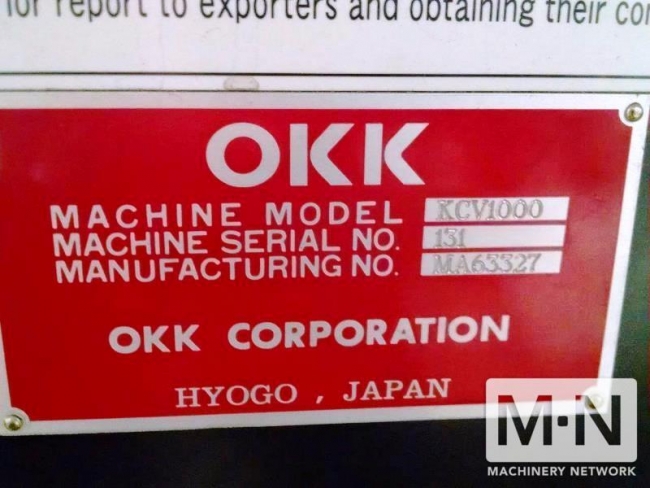 for report to exporters and obtaining their con
OKK
MACHINE MODEL KCV1000
MACHINE SERIAL NO. 131
MANUFACTURING NO. MA63327
OKK CORPORATION
HYOGO , JAPAN
M·N
MACHINERY NETWORK